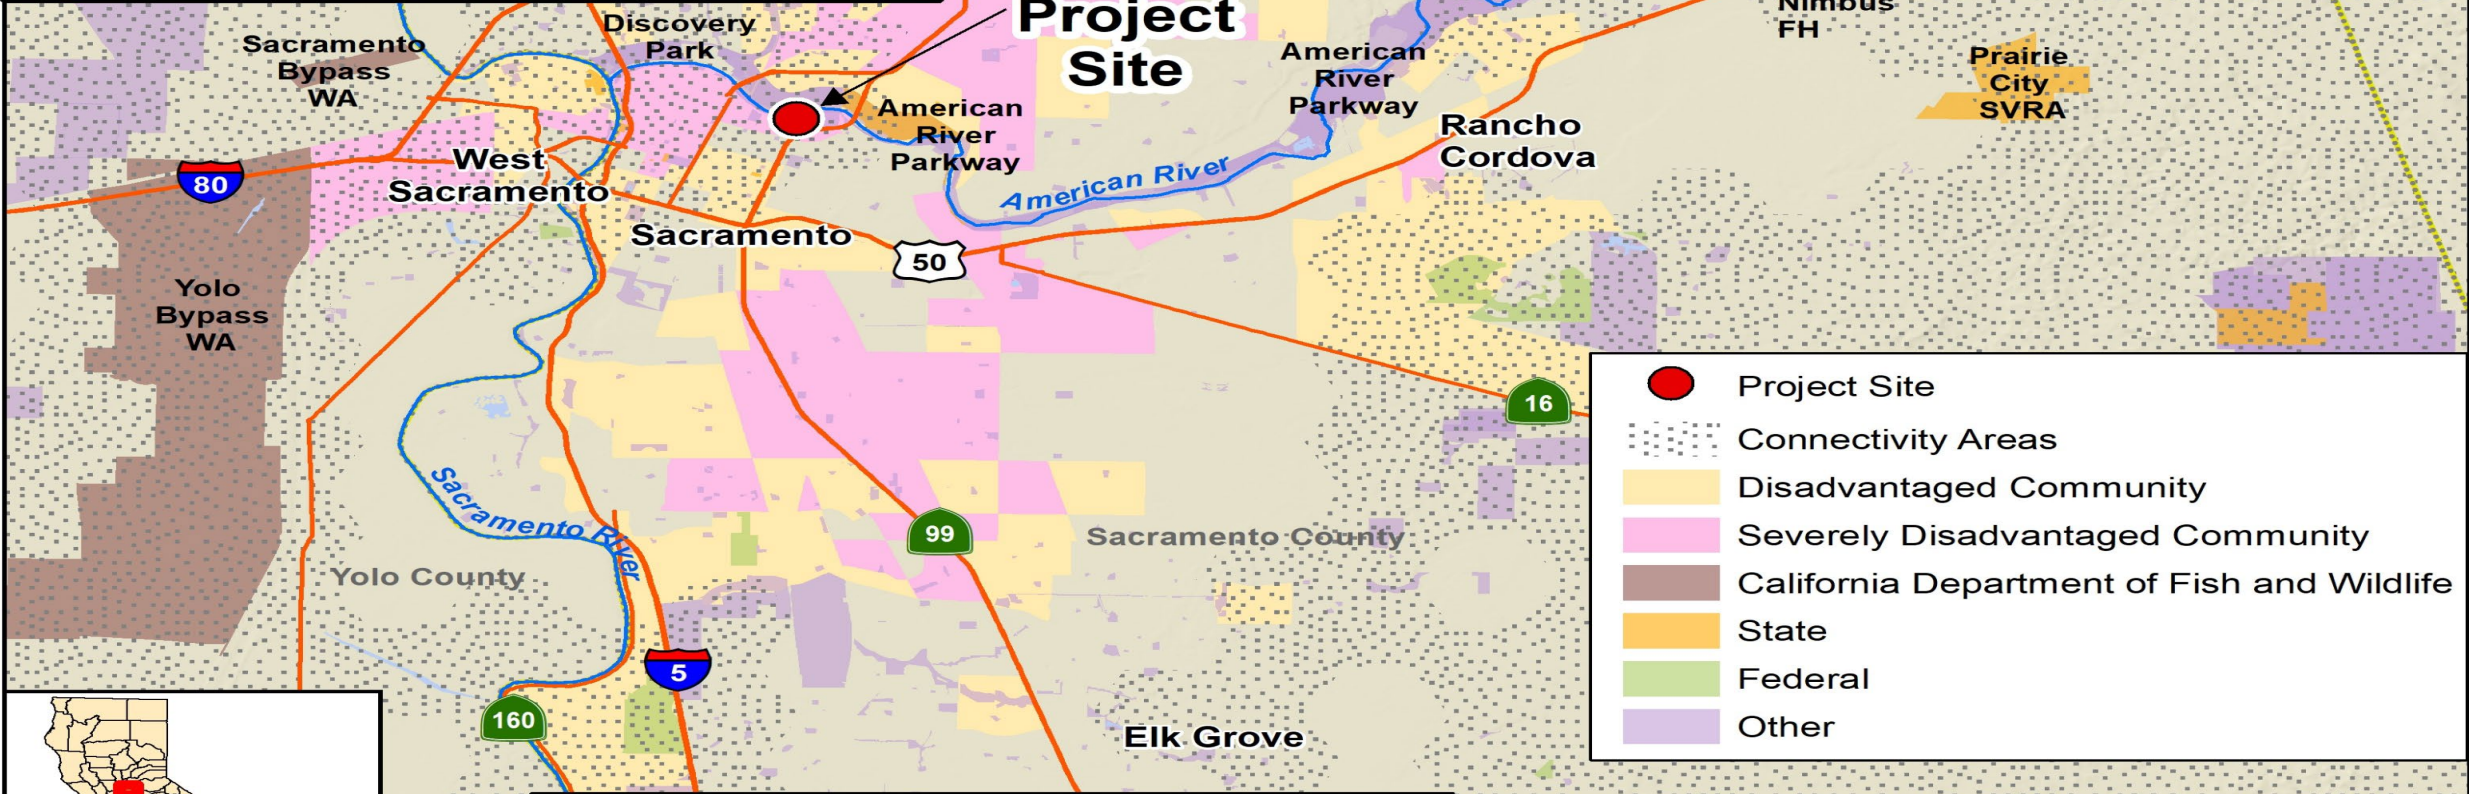 Project
Site
Nimbus
FH
Discovery
Park
Sacramento
Bypass
WA
American
River
Parkway
Prairie
City
SVRA
American
River
Parkway
Rancho
Cordova
West
Sacramento
80
American River
Sacramento
50
Yolo
Bypass
WA
16
Sacramento River
99
Sacramento County
Yolo County
5
160
Elk Grove
Project Site
Connectivity Areas
Disadvantaged Community
Severely Disadvantaged Community
California Department of Fish and Wildlife
State
Federal
Other